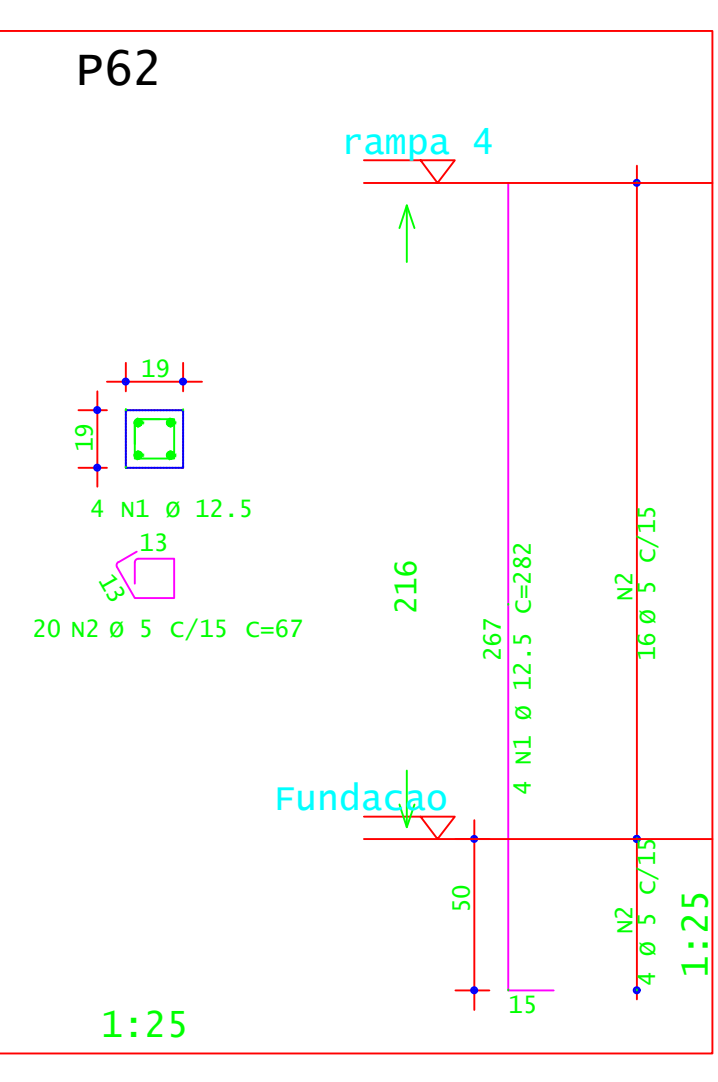 P62
rampa 4
19
19
4 N1 Ø 12.5
13
13
20 N2 Ø 5 C/15 C=67
216
267
4 N1 Ø 12.5 C=282
N2
16 Ø 5 C/15
Fundacao
50
15
N2
4 Ø 5 C/15
1:25
1:25